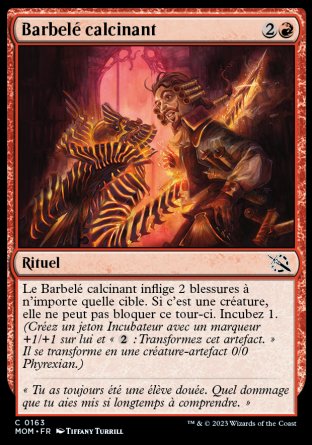 Barbelé calcinant 2
Rituel
Le Barbelé calcinant inflige 2 blessures à
n'importe quelle cible. Si c'est une créature,
elle ne peut pas bloquer ce tour-ci. Incubez 1.
(Créez un jeton Incubateur avec un marqueur
+1/+1 sur lui et « 2 : Transformez cet artefact. »
Il se transforme en une créature-artefact 0/0
Phyrexian.)
« Tu as toujours été une élève douée. Quel dommage
que tu aies mis si longtemps à comprendre. »
C 0163
MOM • FR TIFFANY TURRILL
™ & © 2023 Wizards of the Coast